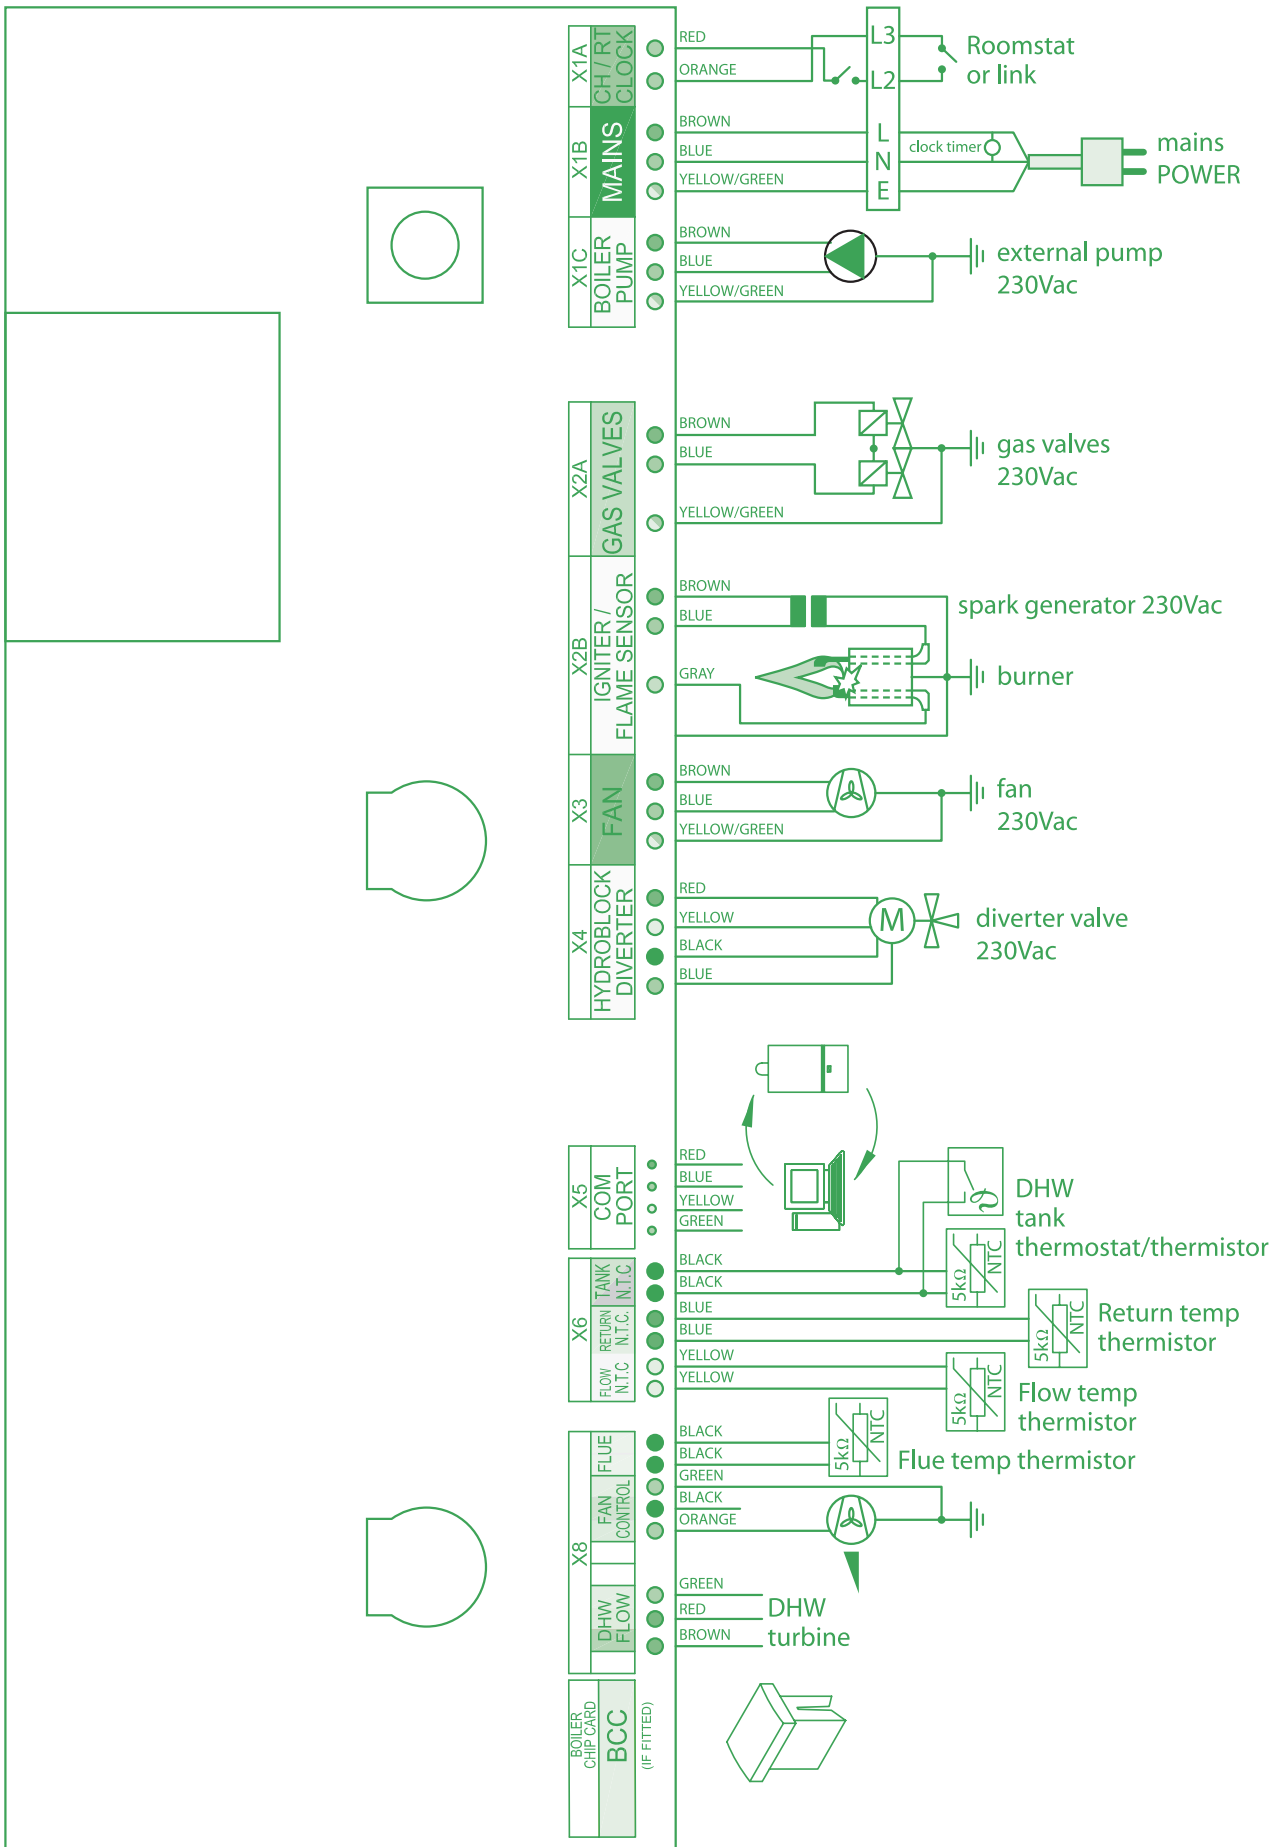 X1A
CH / RT
CLOCK
RED
ORANGE
L3
L2
Roomstat
or link
X1B
MAINS
BROWN
BLUE
YELLOW/GREEN
L
N
E
clock timer
mains
POWER
X1C
BOILER
PUMP
BROWN
BLUE
YELLOW/GREEN
external pump
230Vac
X2A
GAS VALVES
BROWN
BLUE
YELLOW/GREEN
gas valves
230Vac
X2B
IGNITER /
FLAME SENSOR
BROWN
BLUE
GRAY
spark generator 230Vac
burner
X3
FAN
BROWN
BLUE
YELLOW/GREEN
fan
230Vac
X4
HYDROBLOCK
DIVERTER
RED
YELLOW
BLACK
BLUE
M
diverter valve
230Vac
X5
COM
PORT
RED
BLUE
YELLOW
GREEN
X6
TANK
N.T.C
BLACK
BLACK
ϑ
5kΩ
NTC
DHW
tank
thermostat/thermistor
RETURN
N.T.C.
BLUE
BLUE
5kΩ
NTC
Return temp
thermistor
FLOW
N.T.C
YELLOW
YELLOW
5kΩ
NTC
Flow temp
thermistor
X8
FLUE
BLACK
BLACK
5kΩ
NTC
Flue temp thermistor
FAN
CONTROL
GREEN
BLACK
ORANGE
DHW
FLOW
GREEN
RED
BROWN
DHW
turbine
BOILER
CHIP CARD
BCC
(IF FITTED)